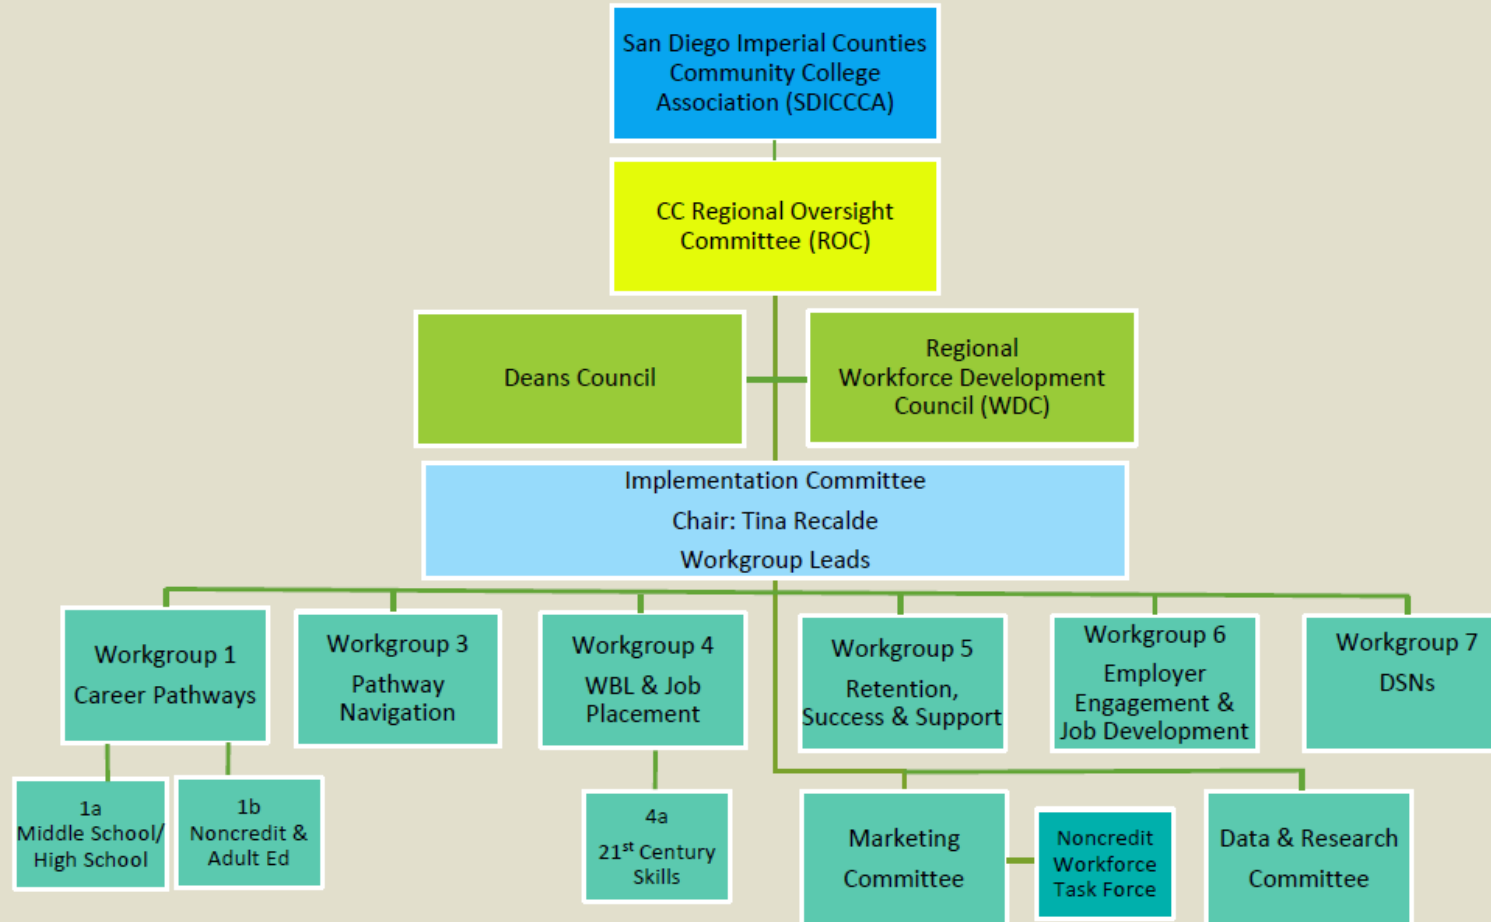 San Diego Imperial Counties
Community College
Association (SDICCCA)
CC Regional Oversight
Committee (ROC)
Deans Council
Regional
Workforce Development
Council (WDC)
Implementation Committee
Chair: Tina Recalde
Workgroup Leads
Workgroup 1
Career Pathways
Workgroup 3
Pathway
Navigation
Workgroup 4
WBL & Job
Placement
Workgroup 5
Retention,
Success & Support
Workgroup 6
Employer
Engagement &
Job Development
Workgroup 7
DSNs
1a
Middle School/
High School
1b
Noncredit &
Adult Ed
4a
21st Century
Skills
Marketing
Committee
Noncredit
Workforce
Task Force
Data & Research
Committee